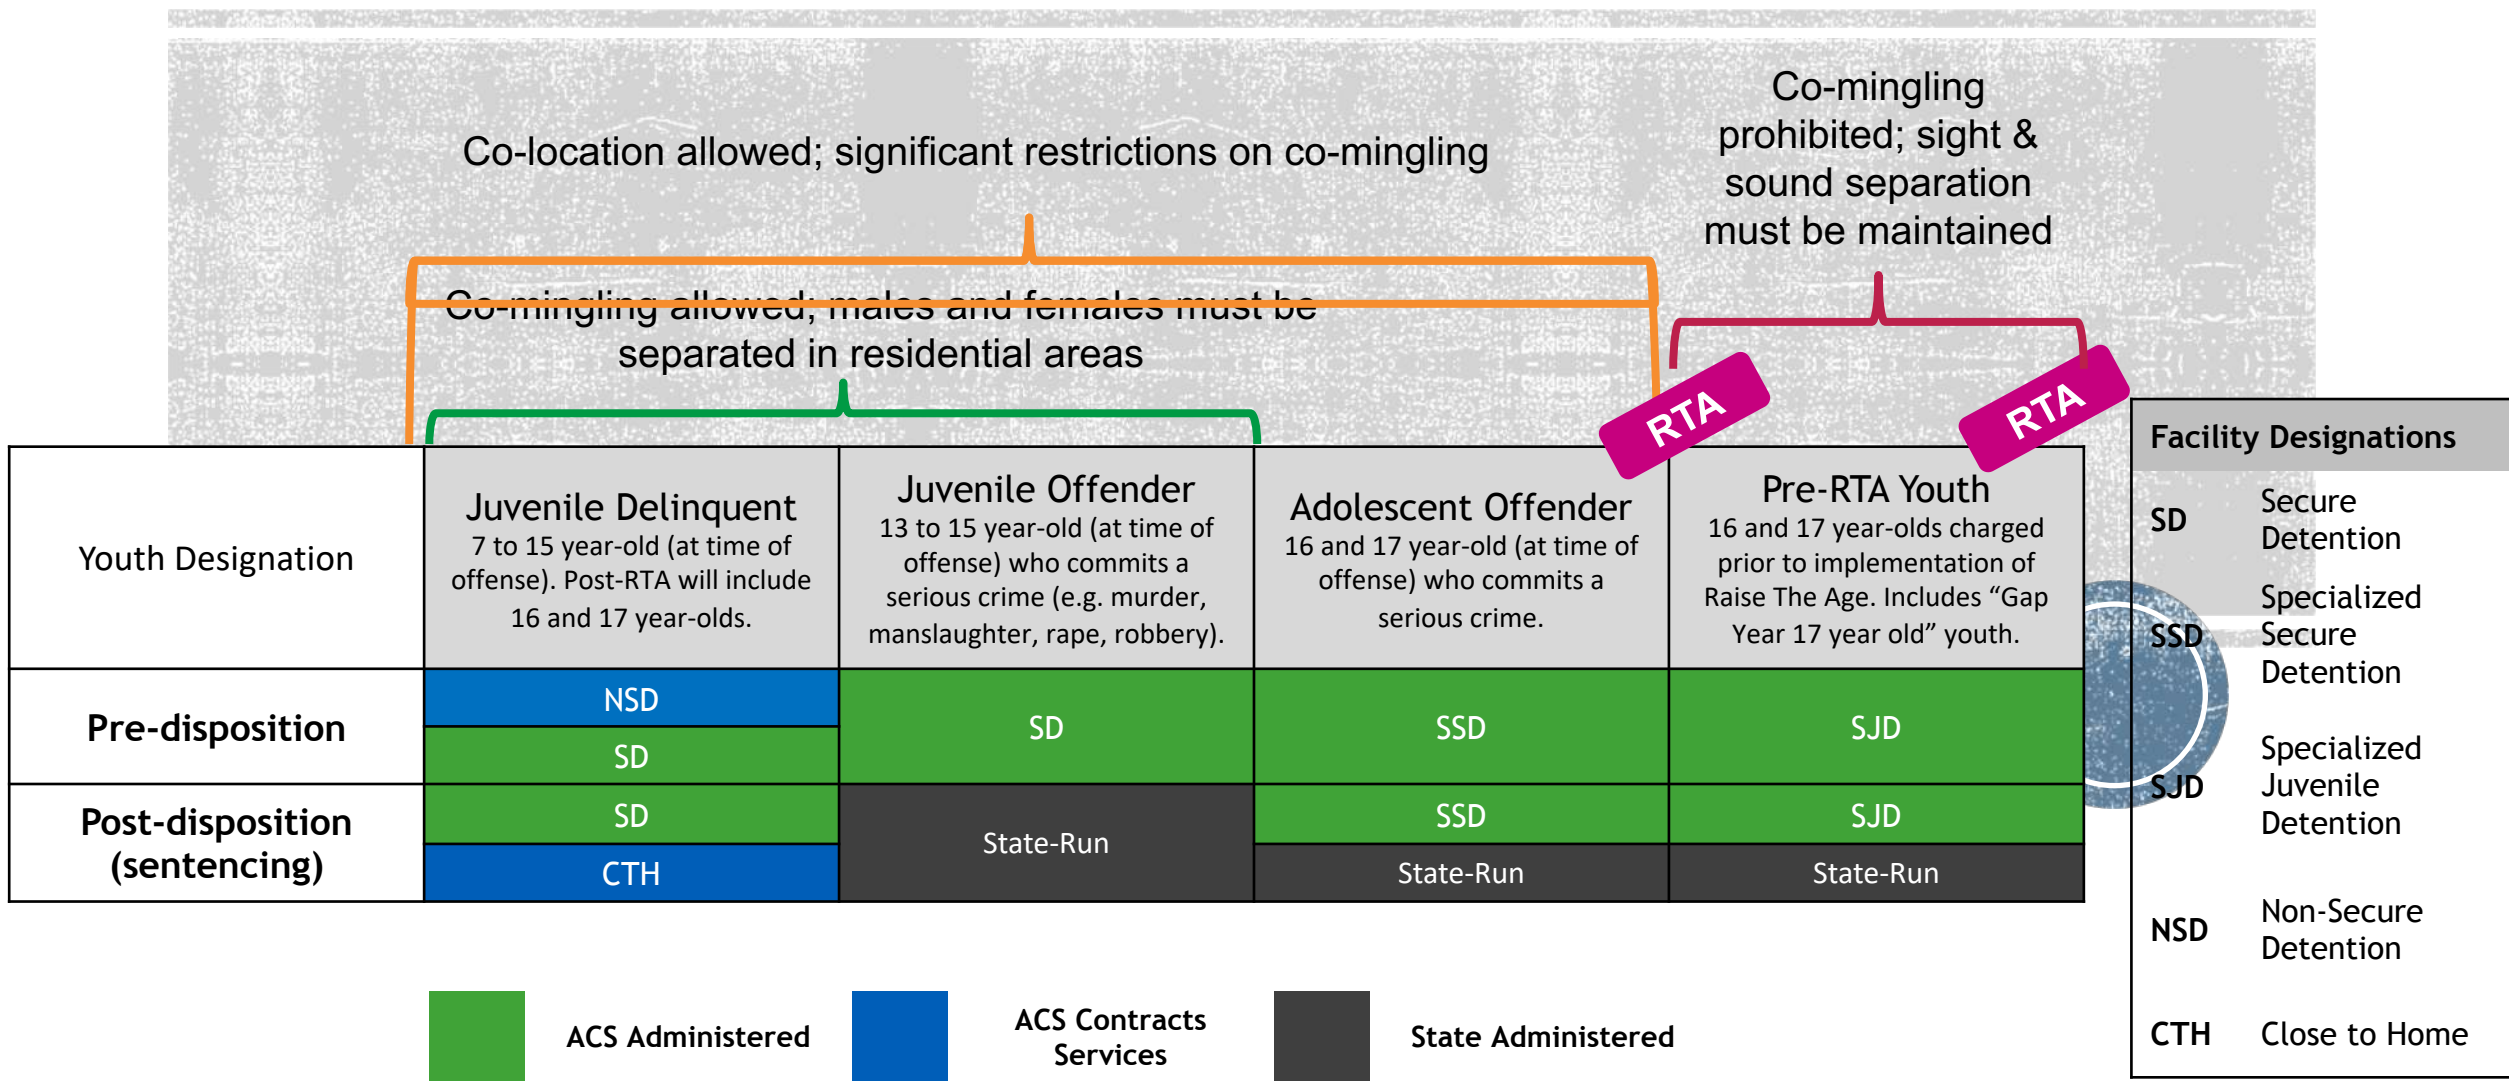 Co-location allowed; significant restrictions on co-mingling
Co-mingling
prohibited; sight &
sound separation
must be maintained
Co-mingling allowed; males and females must be
separated in residential areas
RTA
RTA
Youth Designation
Juvenile Delinquent
7 to 15 year-old (at time of
offense). Post-RTA will include
16 and 17 year-olds.
Juvenile Offender
13 to 15 year-old (at time of
offense) who commits a
serious crime (e.g. murder,
manslaughter, rape, robbery).
Adolescent Offender
16 and 17 year-old (at time of
offense) who commits a
serious crime.
Pre-RTA Youth
16 and 17 year-olds charged
prior to implementation of
Raise The Age. Includes “Gap
Year 17 year old” youth.
Pre-disposition
NSD
SD
SD
SSD
SJD
Post-disposition
(sentencing)
SD
CTH
State-Run
SSD
State-Run
SJD
State-Run
Facility Designations
SD
Secure
Detention
SSD
Specialized
Secure
Detention
SJD
Specialized
Juvenile
Detention
NSD
Non-Secure
Detention
CTH
Close to Home
ACS Administered
ACS Contracts
Services
State Administered